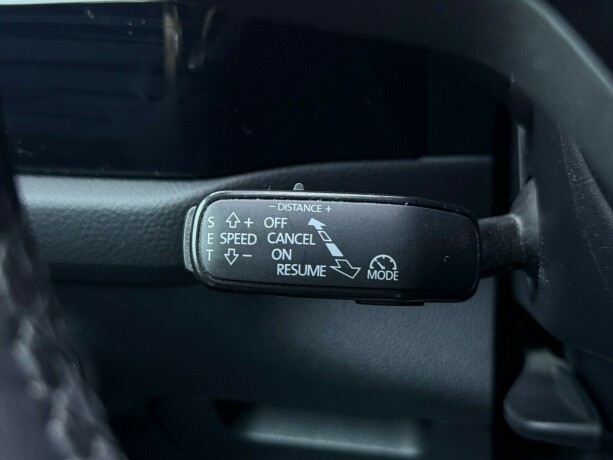 − DISTANCE +
S ⇧ + OFF
E SPEED CANCEL
T ⇩ − ON
RESUME MODE